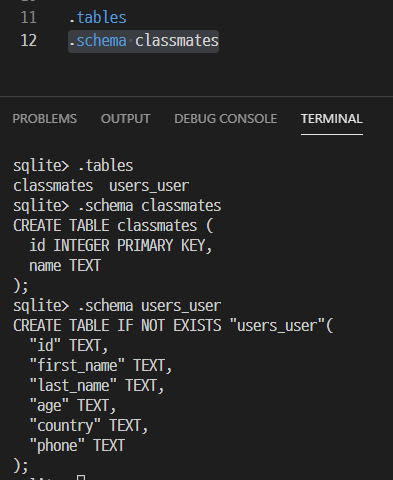 11 .tables
12 .schema classmates
PROBLEMS OUTPUT DEBUG CONSOLE TERMINAL
sqlite> .tables
classmates  users_user
sqlite> .schema classmates
CREATE TABLE classmates (
  id INTEGER PRIMARY KEY,
  name TEXT
);
sqlite> .schema users_user
CREATE TABLE IF NOT EXISTS "users_user"(
  "id" TEXT,
  "first_name" TEXT,
  "last_name" TEXT,
  "age" TEXT,
  "country" TEXT,
  "phone" TEXT
);
sqlite>